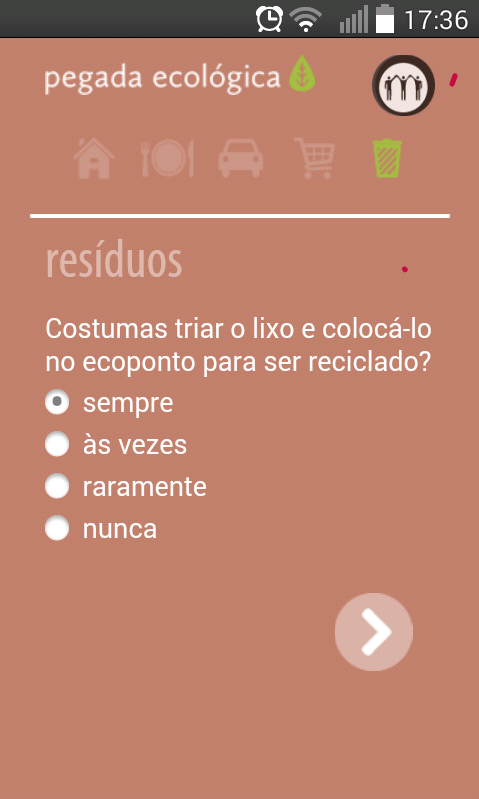 17:36
pegada ecológica
resíduos
Costumas triar o lixo e colocá-lo
no ecoponto para ser reciclado?
sempre
às vezes
raramente
nunca